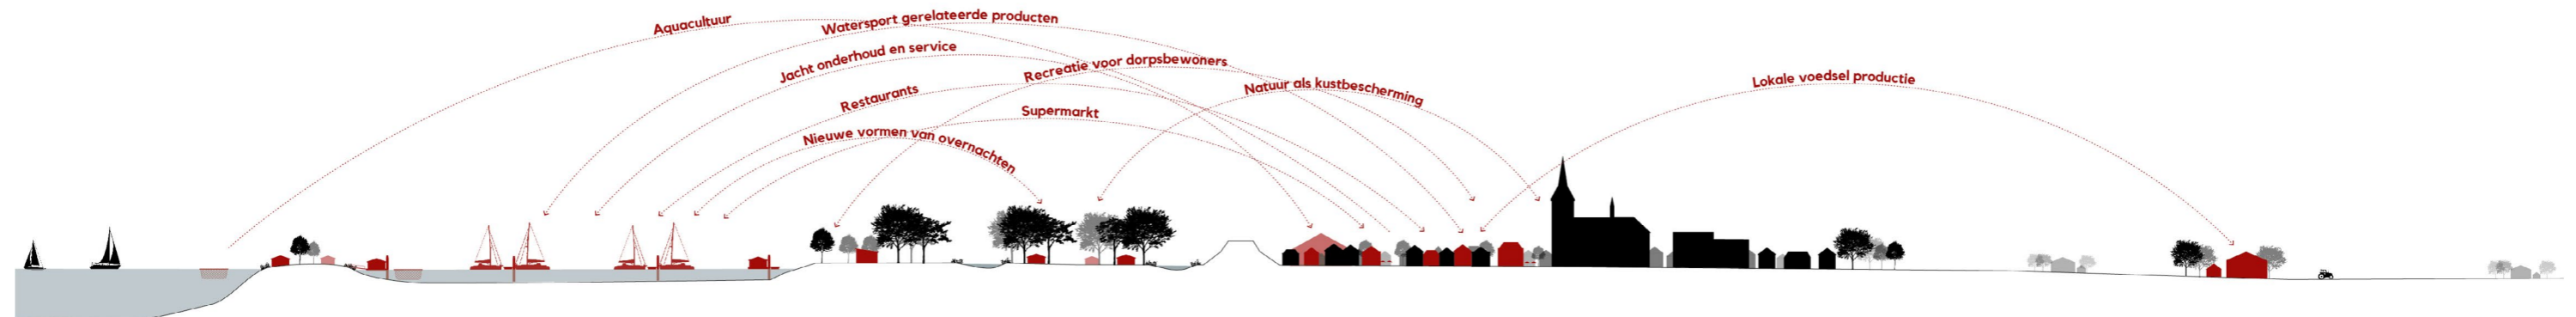 Aquacultuur
Watersport gerelateerde producten
Jacht onderhoud en service
Recreatie voor dorpsbewoners
Restaurants
Natuur als kustbescherming
Lokale voedsel productie
Supermarkt
Nieuwe vormen van overnachten